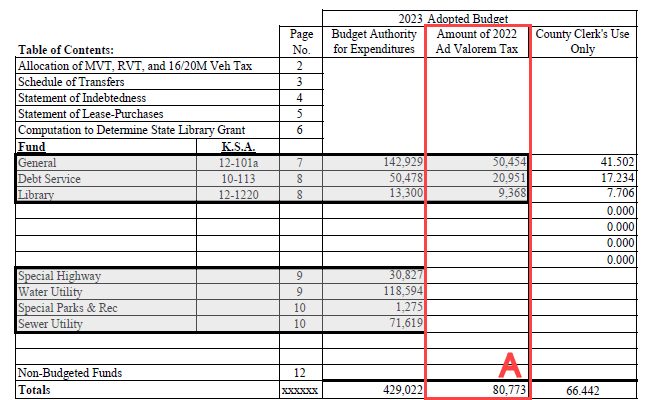 2023 Adopted Budget
Page Budget Authority Amount of 2022 County Clerk's Use
Table of Contents: No. for Expenditures Ad Valorem Tax Only
Allocation of MVT, RVT, and 16/20M Veh Tax 2
Schedule of Transfers 3
Statement of Indebtedness 4
Statement of Lease-Purchases 5
Computation to Determine State Library Grant 6
Fund K.S.A.
General 12-101a 7 142,929 50,454 41.502
Debt Service 10-113 8 50,478 20,951 17.234
Library 12-1220 8 13,300 9,368 7.706
0.000
0.000
0.000
0.000
Special Highway 9 30,827
Water Utility 9 118,594
Special Parks & Rec 10 1,275
Sewer Utility 10 71,619
A
Non-Budgeted Funds 12
Totals xxxxxx 429,022 80,773 66.442